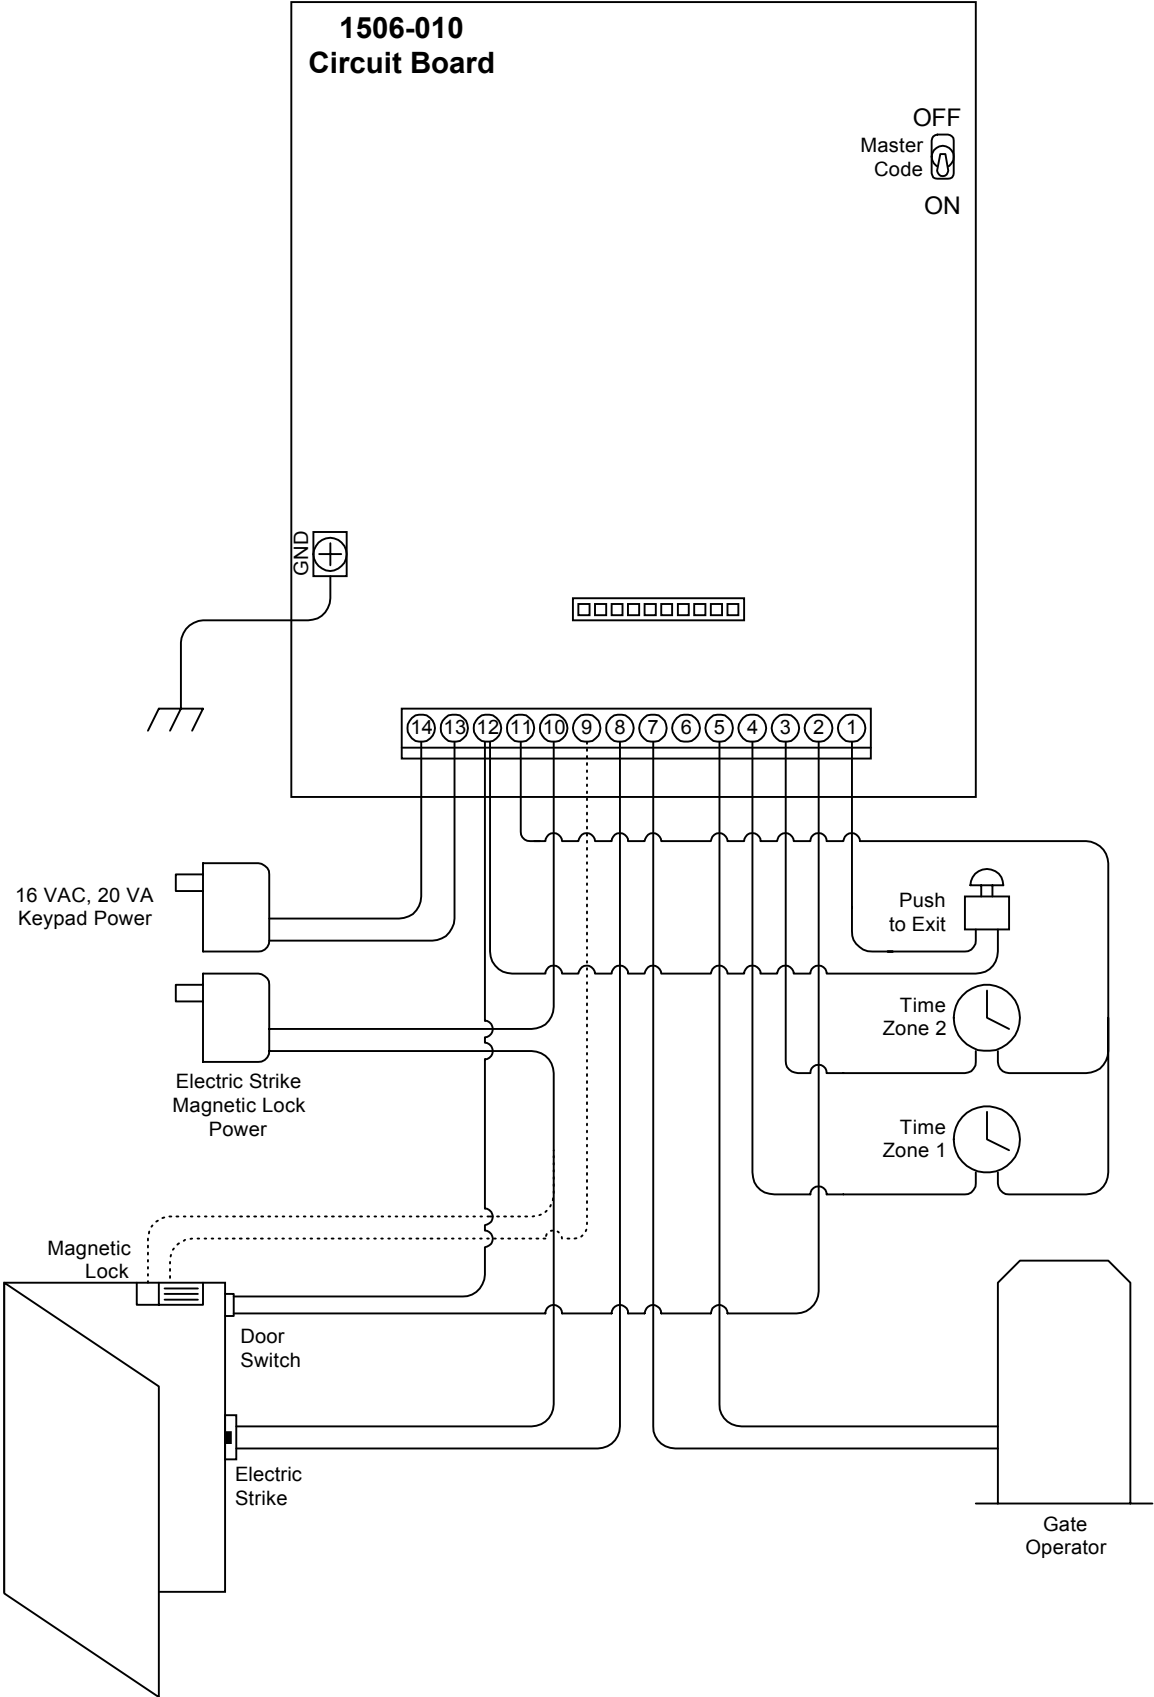 1506-010
Circuit Board
OFF
Master
Code
ON
GND
14 13 12 11 10 9 8 7 6 5 4 3 2 1
16 VAC, 20 VA
Keypad Power
Push
to Exit
Time
Zone 2
Electric Strike
Magnetic Lock
Power
Time
Zone 1
Magnetic
Lock
Door
Switch
Electric
Strike
Gate
Operator